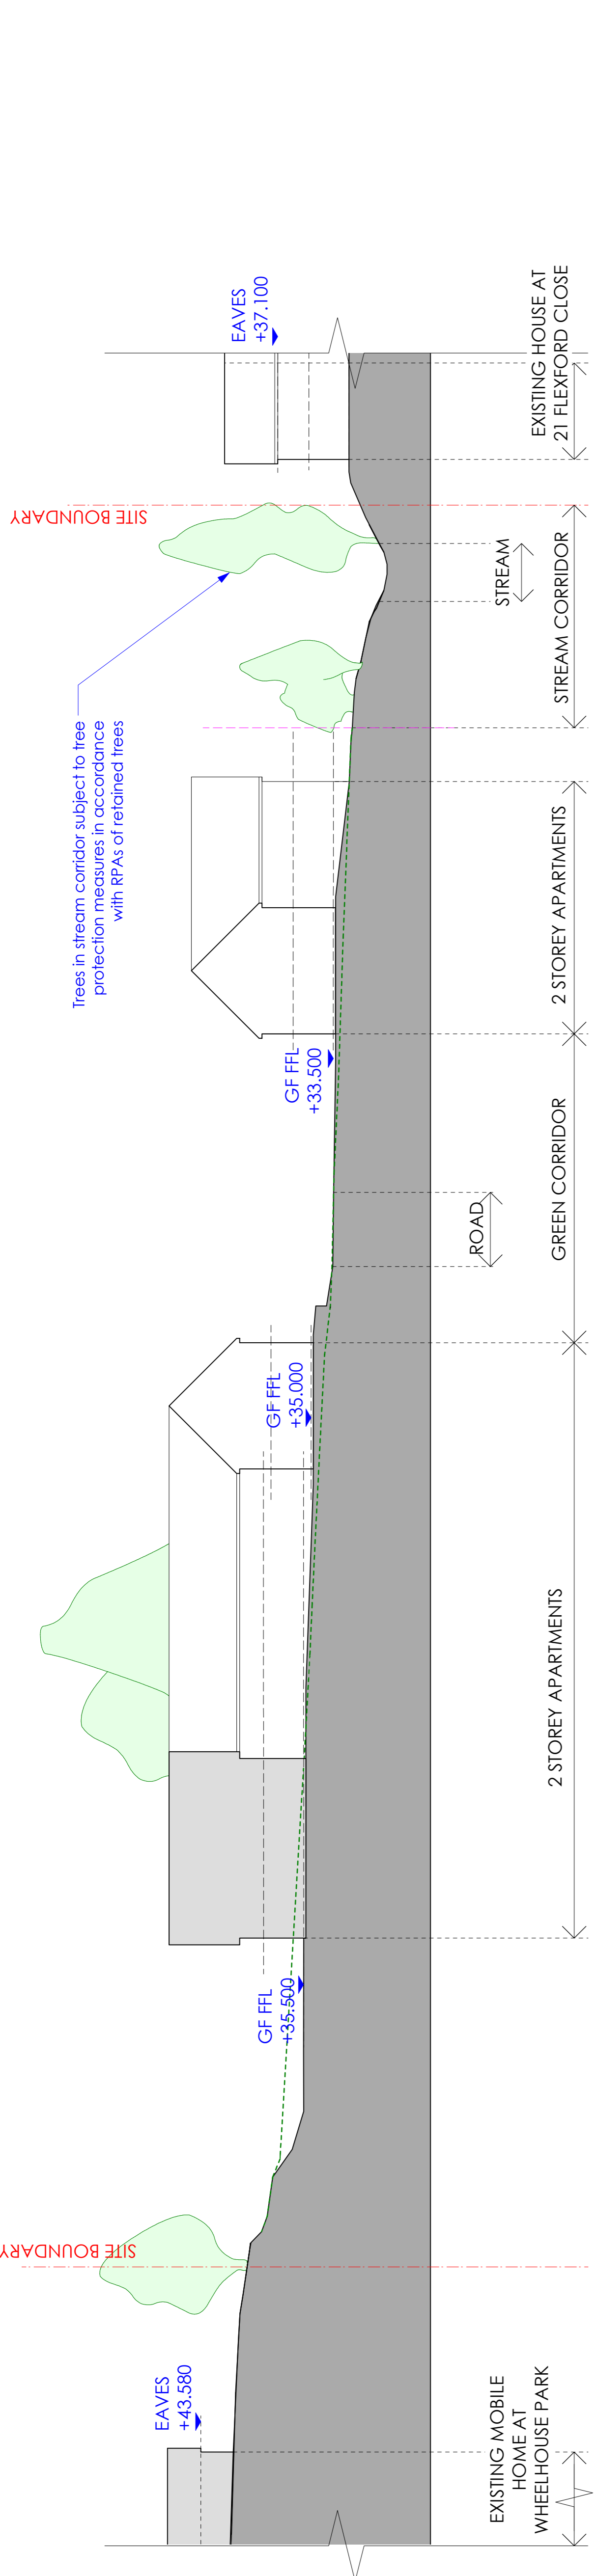 EAVES
+43.580
EXISTING MOBILE
HOME AT
WHEELHOUSE PARK
SITE BOUNDARY
GF FFL
+35.500
2 STOREY APARTMENTS
GF FFL
+35.000
ROAD
GREEN CORRIDOR
GF FFL
+33.500
2 STOREY APARTMENTS
Trees in stream corridor subject to tree
protection measures in accordance
with RPAs of retained trees
STREAM
STREAM CORRIDOR
SITE BOUNDARY
EAVES
+37.100
EXISTING HOUSE AT
21 FLEXFORD CLOSE